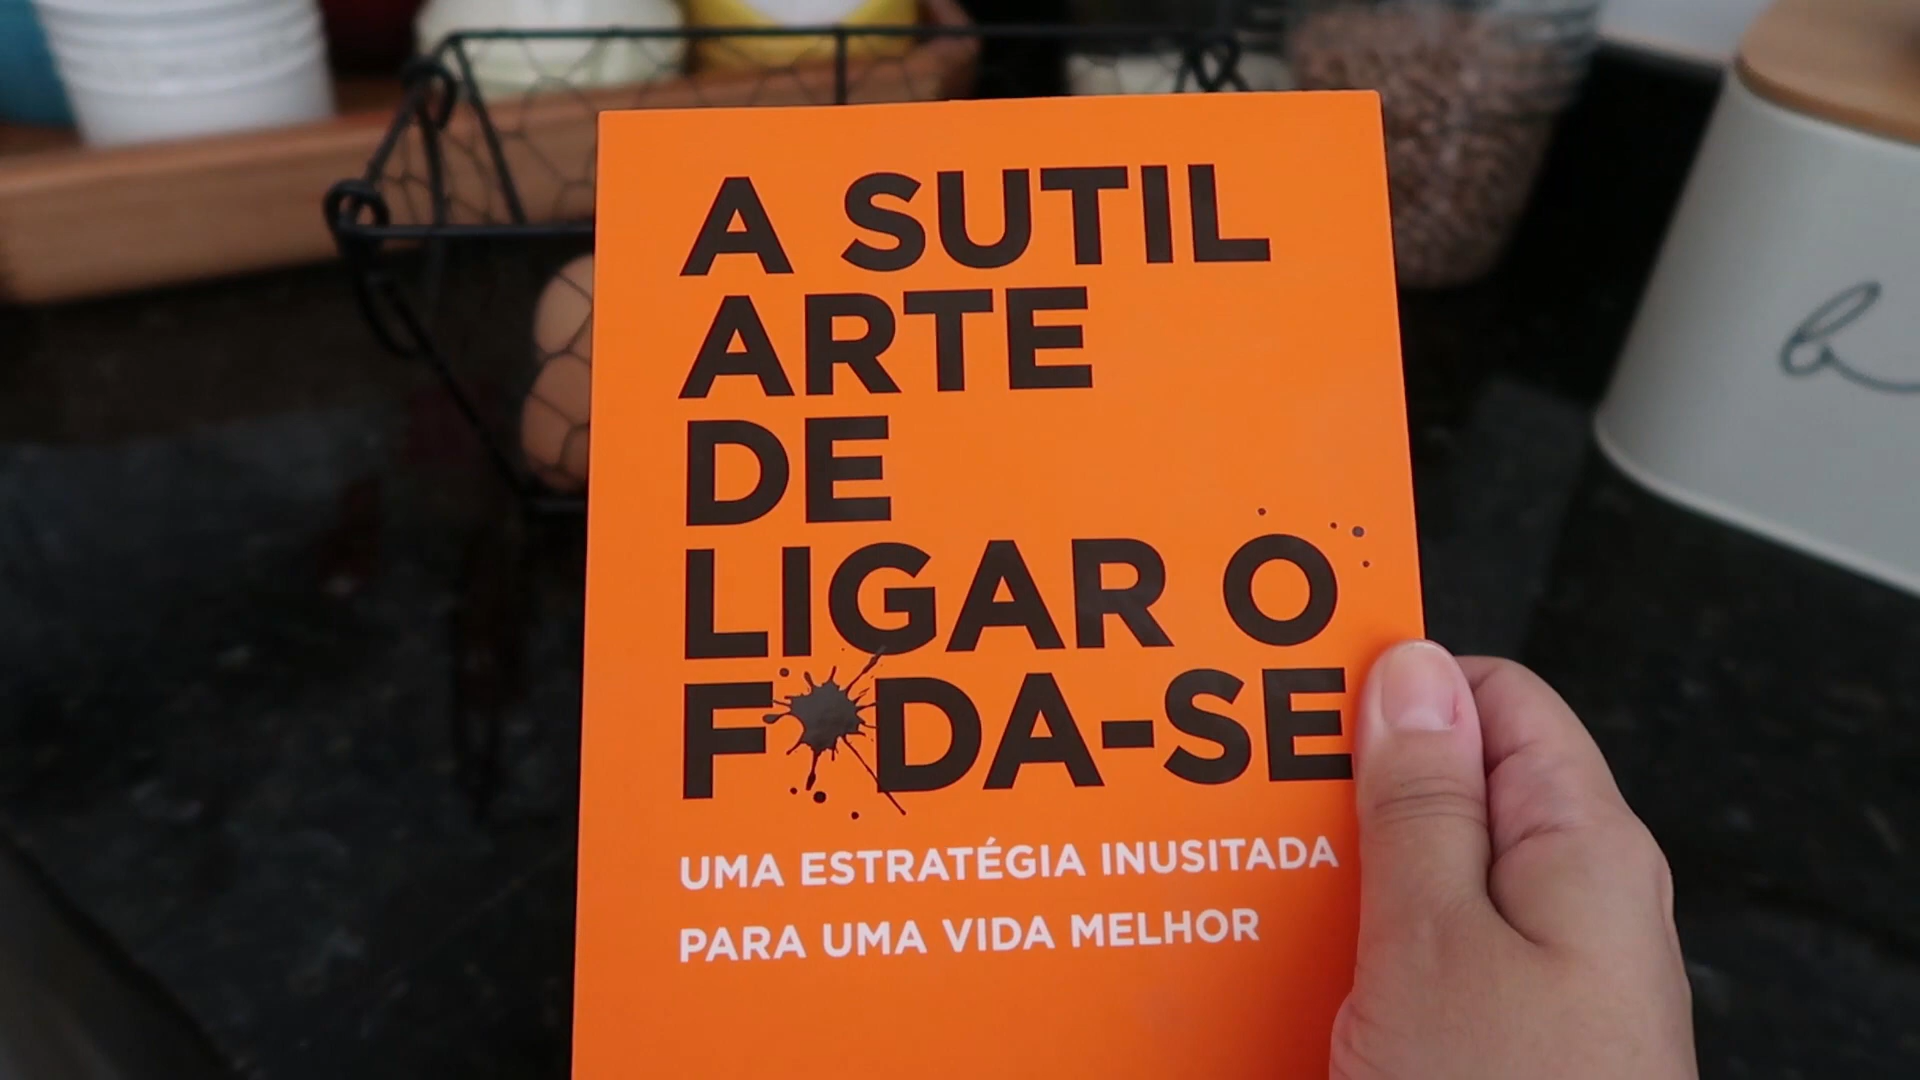 A SUTIL
ARTE
DE
LIGAR O
F DA-SE
UMA ESTRATÉGIA INUSITADA
PARA UMA VIDA MELHOR